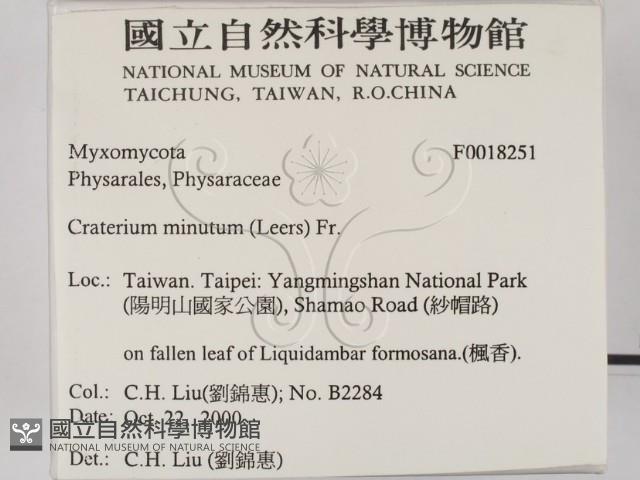 國立自然科學博物館
NATIONAL MUSEUM OF NATURAL SCIENCE
TAICHUNG, TAIWAN, R.O.CHINA
Myxomycota F0018251
Physarales, Physaraceae
Craterium minutum (Leers) Fr.
Loc.: Taiwan. Taipei: Yangmingshan National Park
(陽明山國家公園), Shamao Road (紗帽路)
on fallen leaf of Liquidambar formosana.(楓香).
Col.: C.H. Liu(劉錦惠); No. B2284
Date: Oct. 22, 2000
國立自然科學博物館
NATIONAL MUSEUM OF NATURAL SCIENCE
Det.: C.H. Liu (劉錦惠)